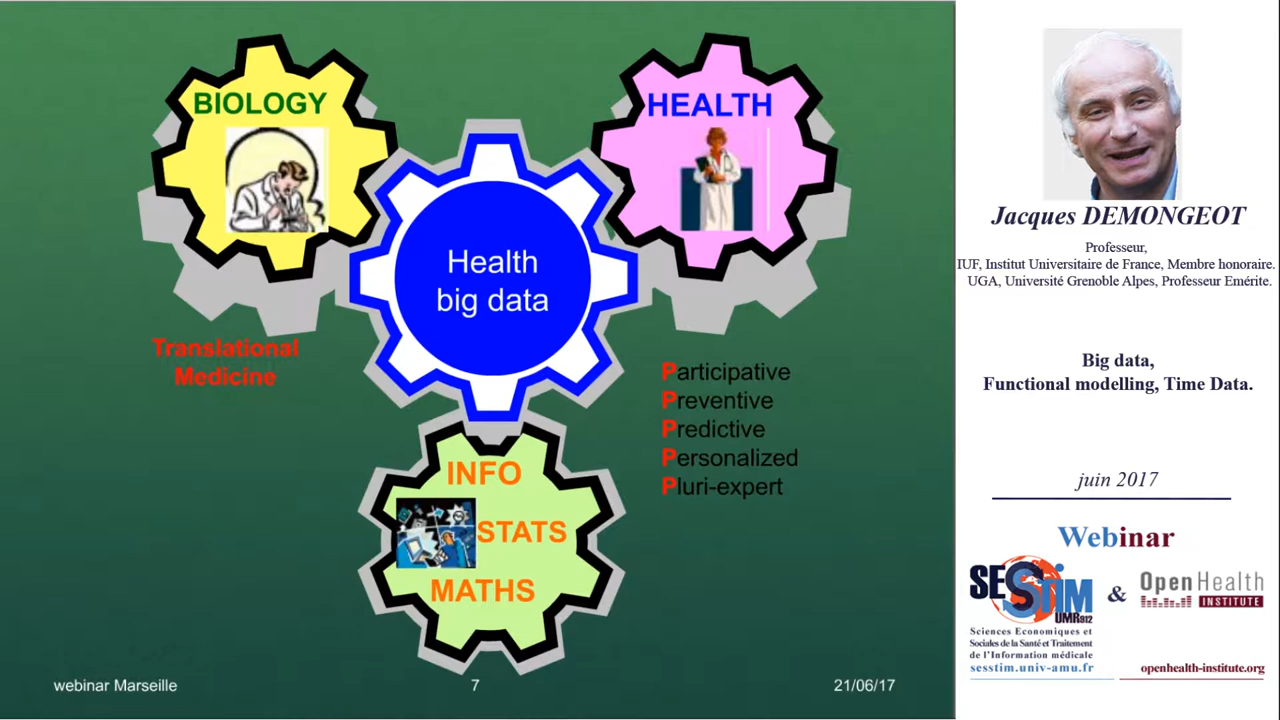 BIOLOGY
HEALTH
Health
big data
Translational
Medicine
Participative
Preventive
Predictive
Personalized
Pluri-expert
INFO
STATS
MATHS
webinar Marseille
7
21/06/17
Jacques DEMONGEOT
Professeur,
IUF, Institut Universitaire de France, Membre honoraire.
UGA, Université Grenoble Alpes, Professeur Emérite.
Big data,
Functional modelling, Time Data.
juin 2017
Webinar
SESSTIM
UMR912
&
OpenHealth
INSTITUTE
Sciences Economiques et
Sociales de la Santé et Traitement
de l'Information médicale
sesstim.univ-amu.fr
openhealth-institute.org